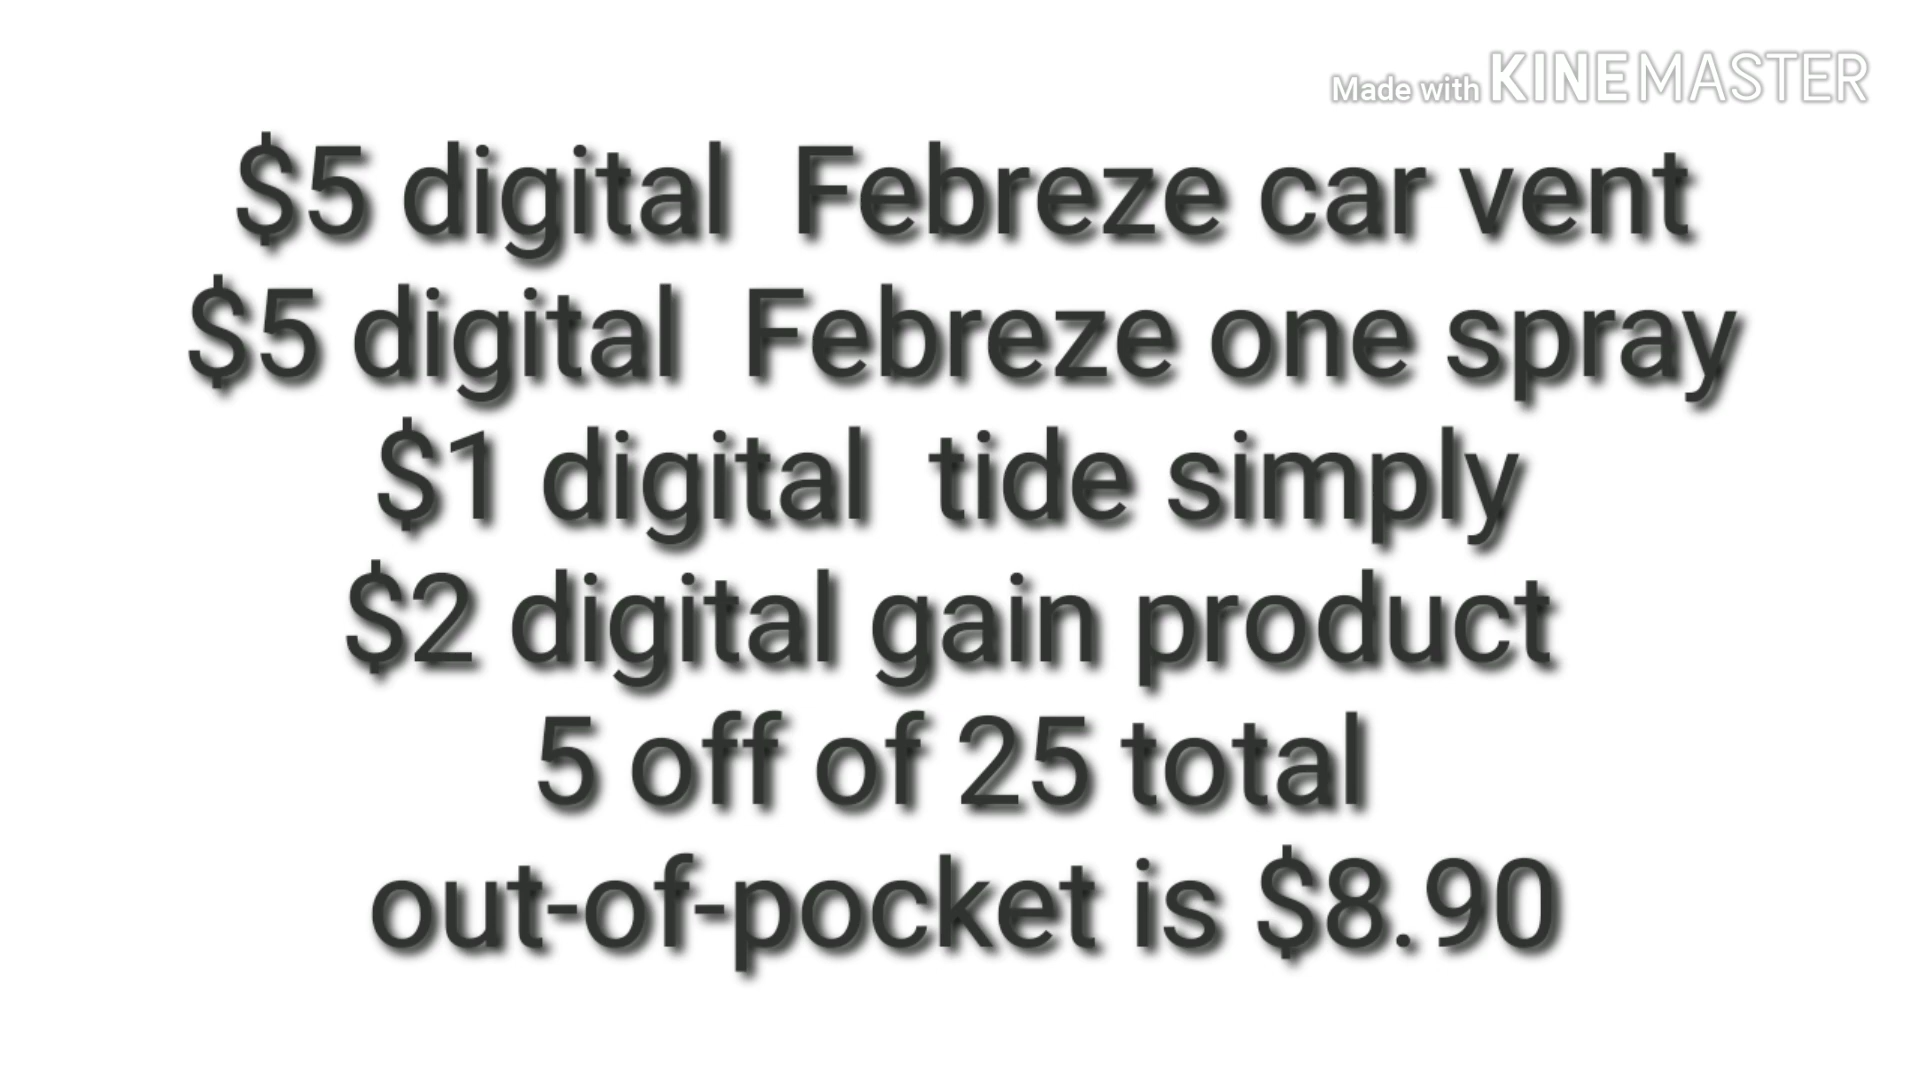 Made with KINEMASTER
$5 digital Febreze car vent
$5 digital Febreze one spray
$1 digital tide simply
$2 digital gain product
5 off of 25 total
out-of-pocket is $8.90